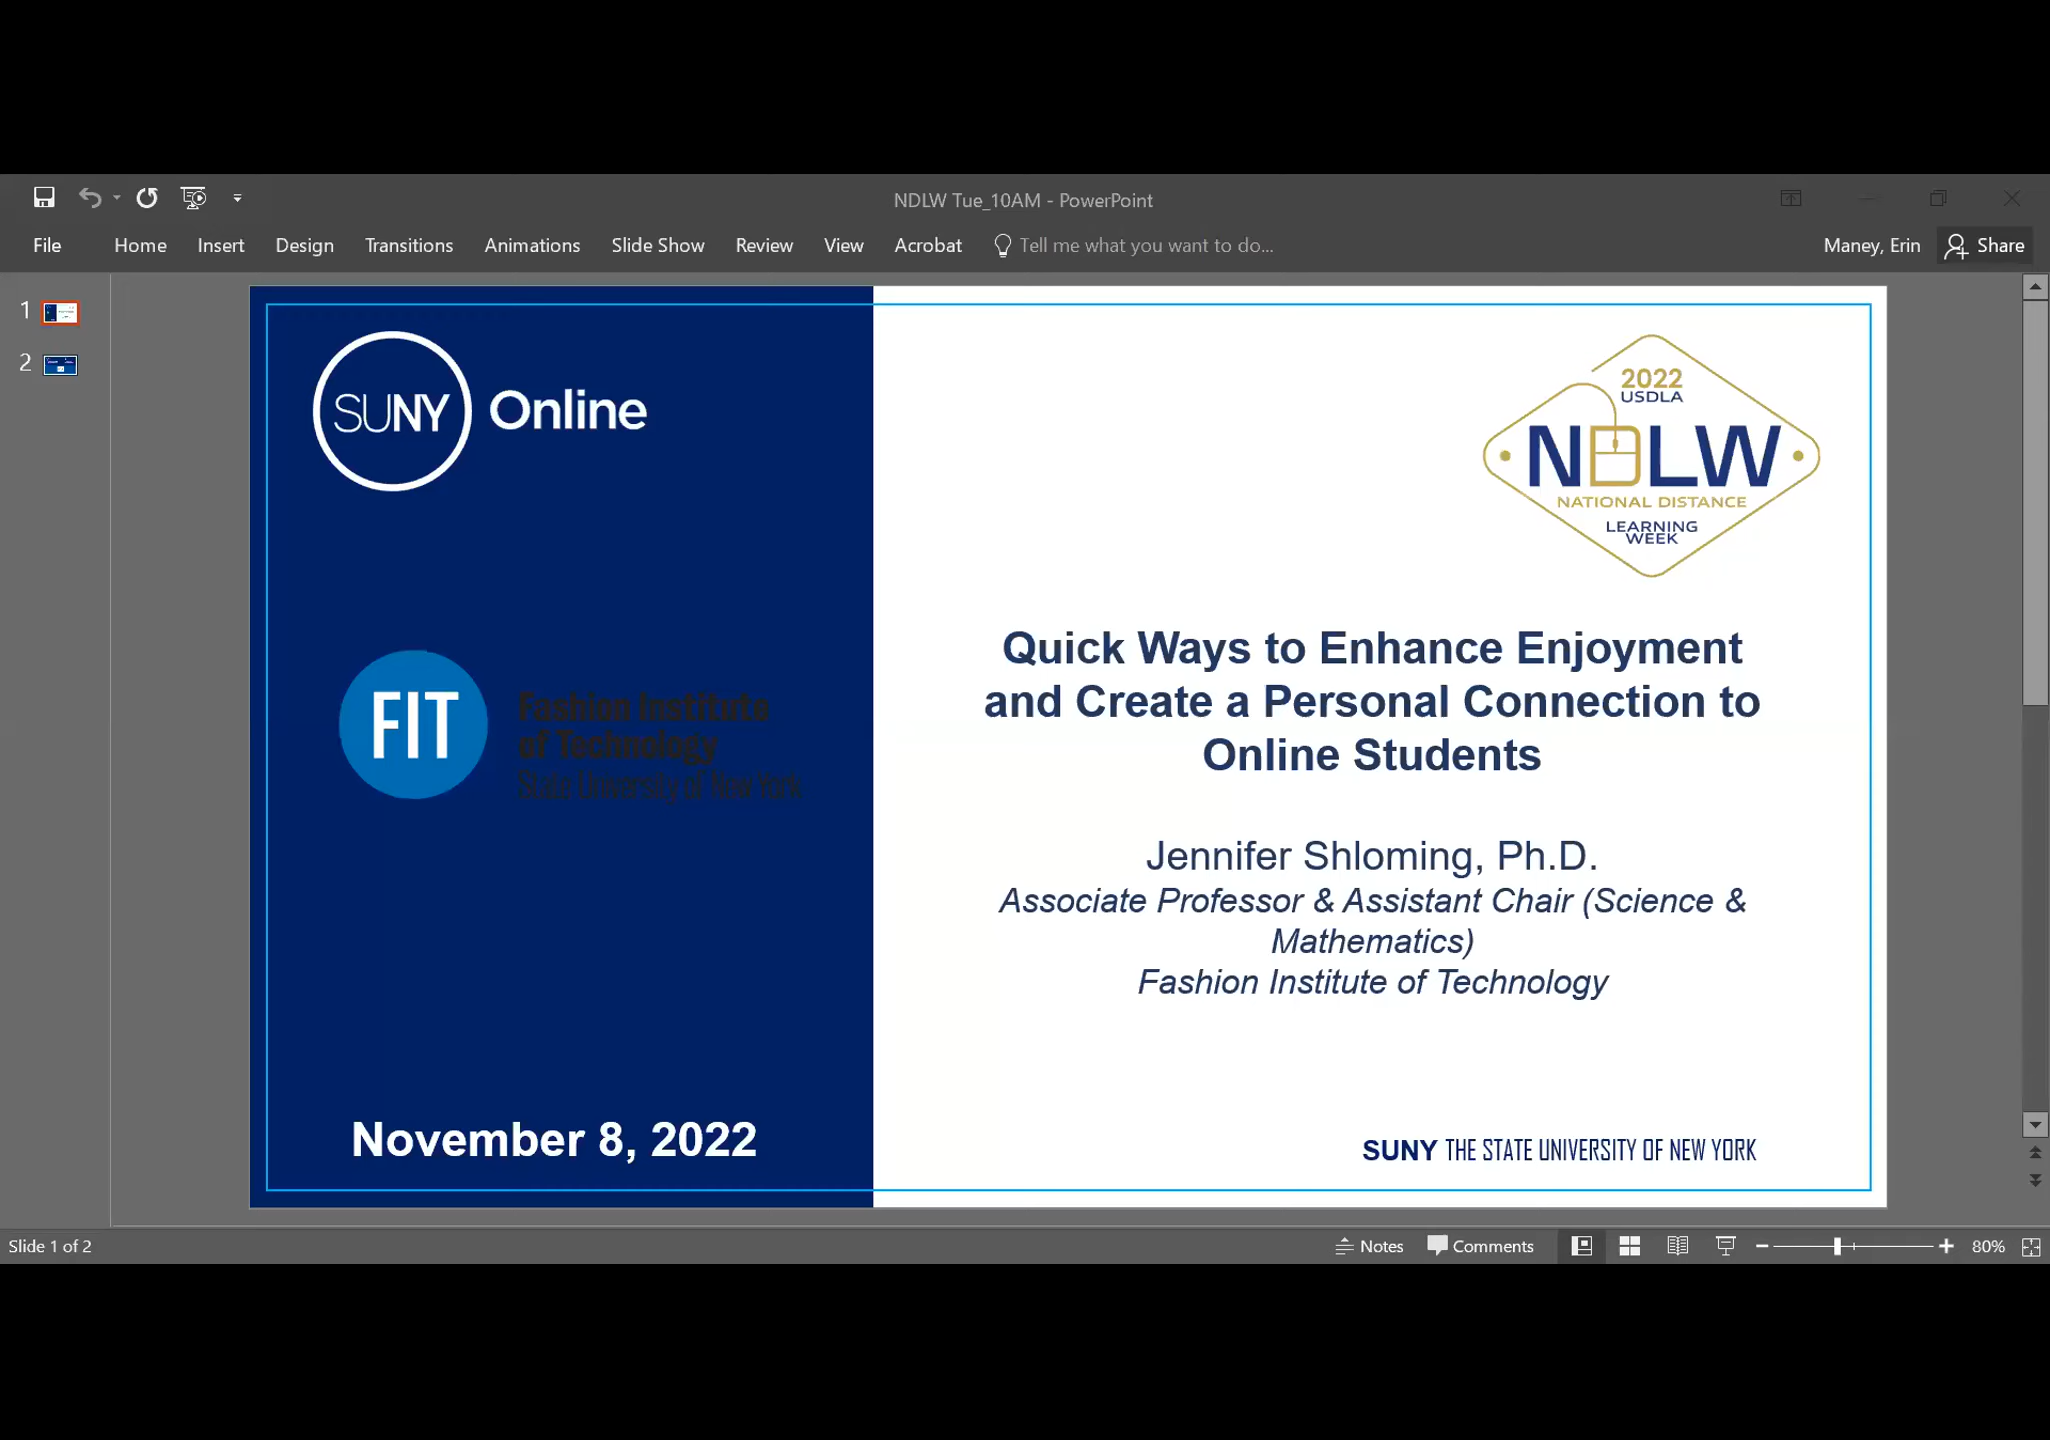 NDLW Tue_10AM - PowerPoint
File Home Insert Design Transitions Animations Slide Show Review View Acrobat Tell me what you want to do... Maney, Erin Share
1
2
SUNY Online
2022
USDLA
NDLW
NATIONAL DISTANCE
LEARNING
WEEK
FIT
Fashion Institute
of Technology
State University of New York
Quick Ways to Enhance Enjoyment
and Create a Personal Connection to
Online Students
Jennifer Shloming, Ph.D.
Associate Professor & Assistant Chair (Science &
Mathematics)
Fashion Institute of Technology
November 8, 2022
SUNY THE STATE UNIVERSITY OF NEW YORK
Slide 1 of 2 Notes Comments 80%